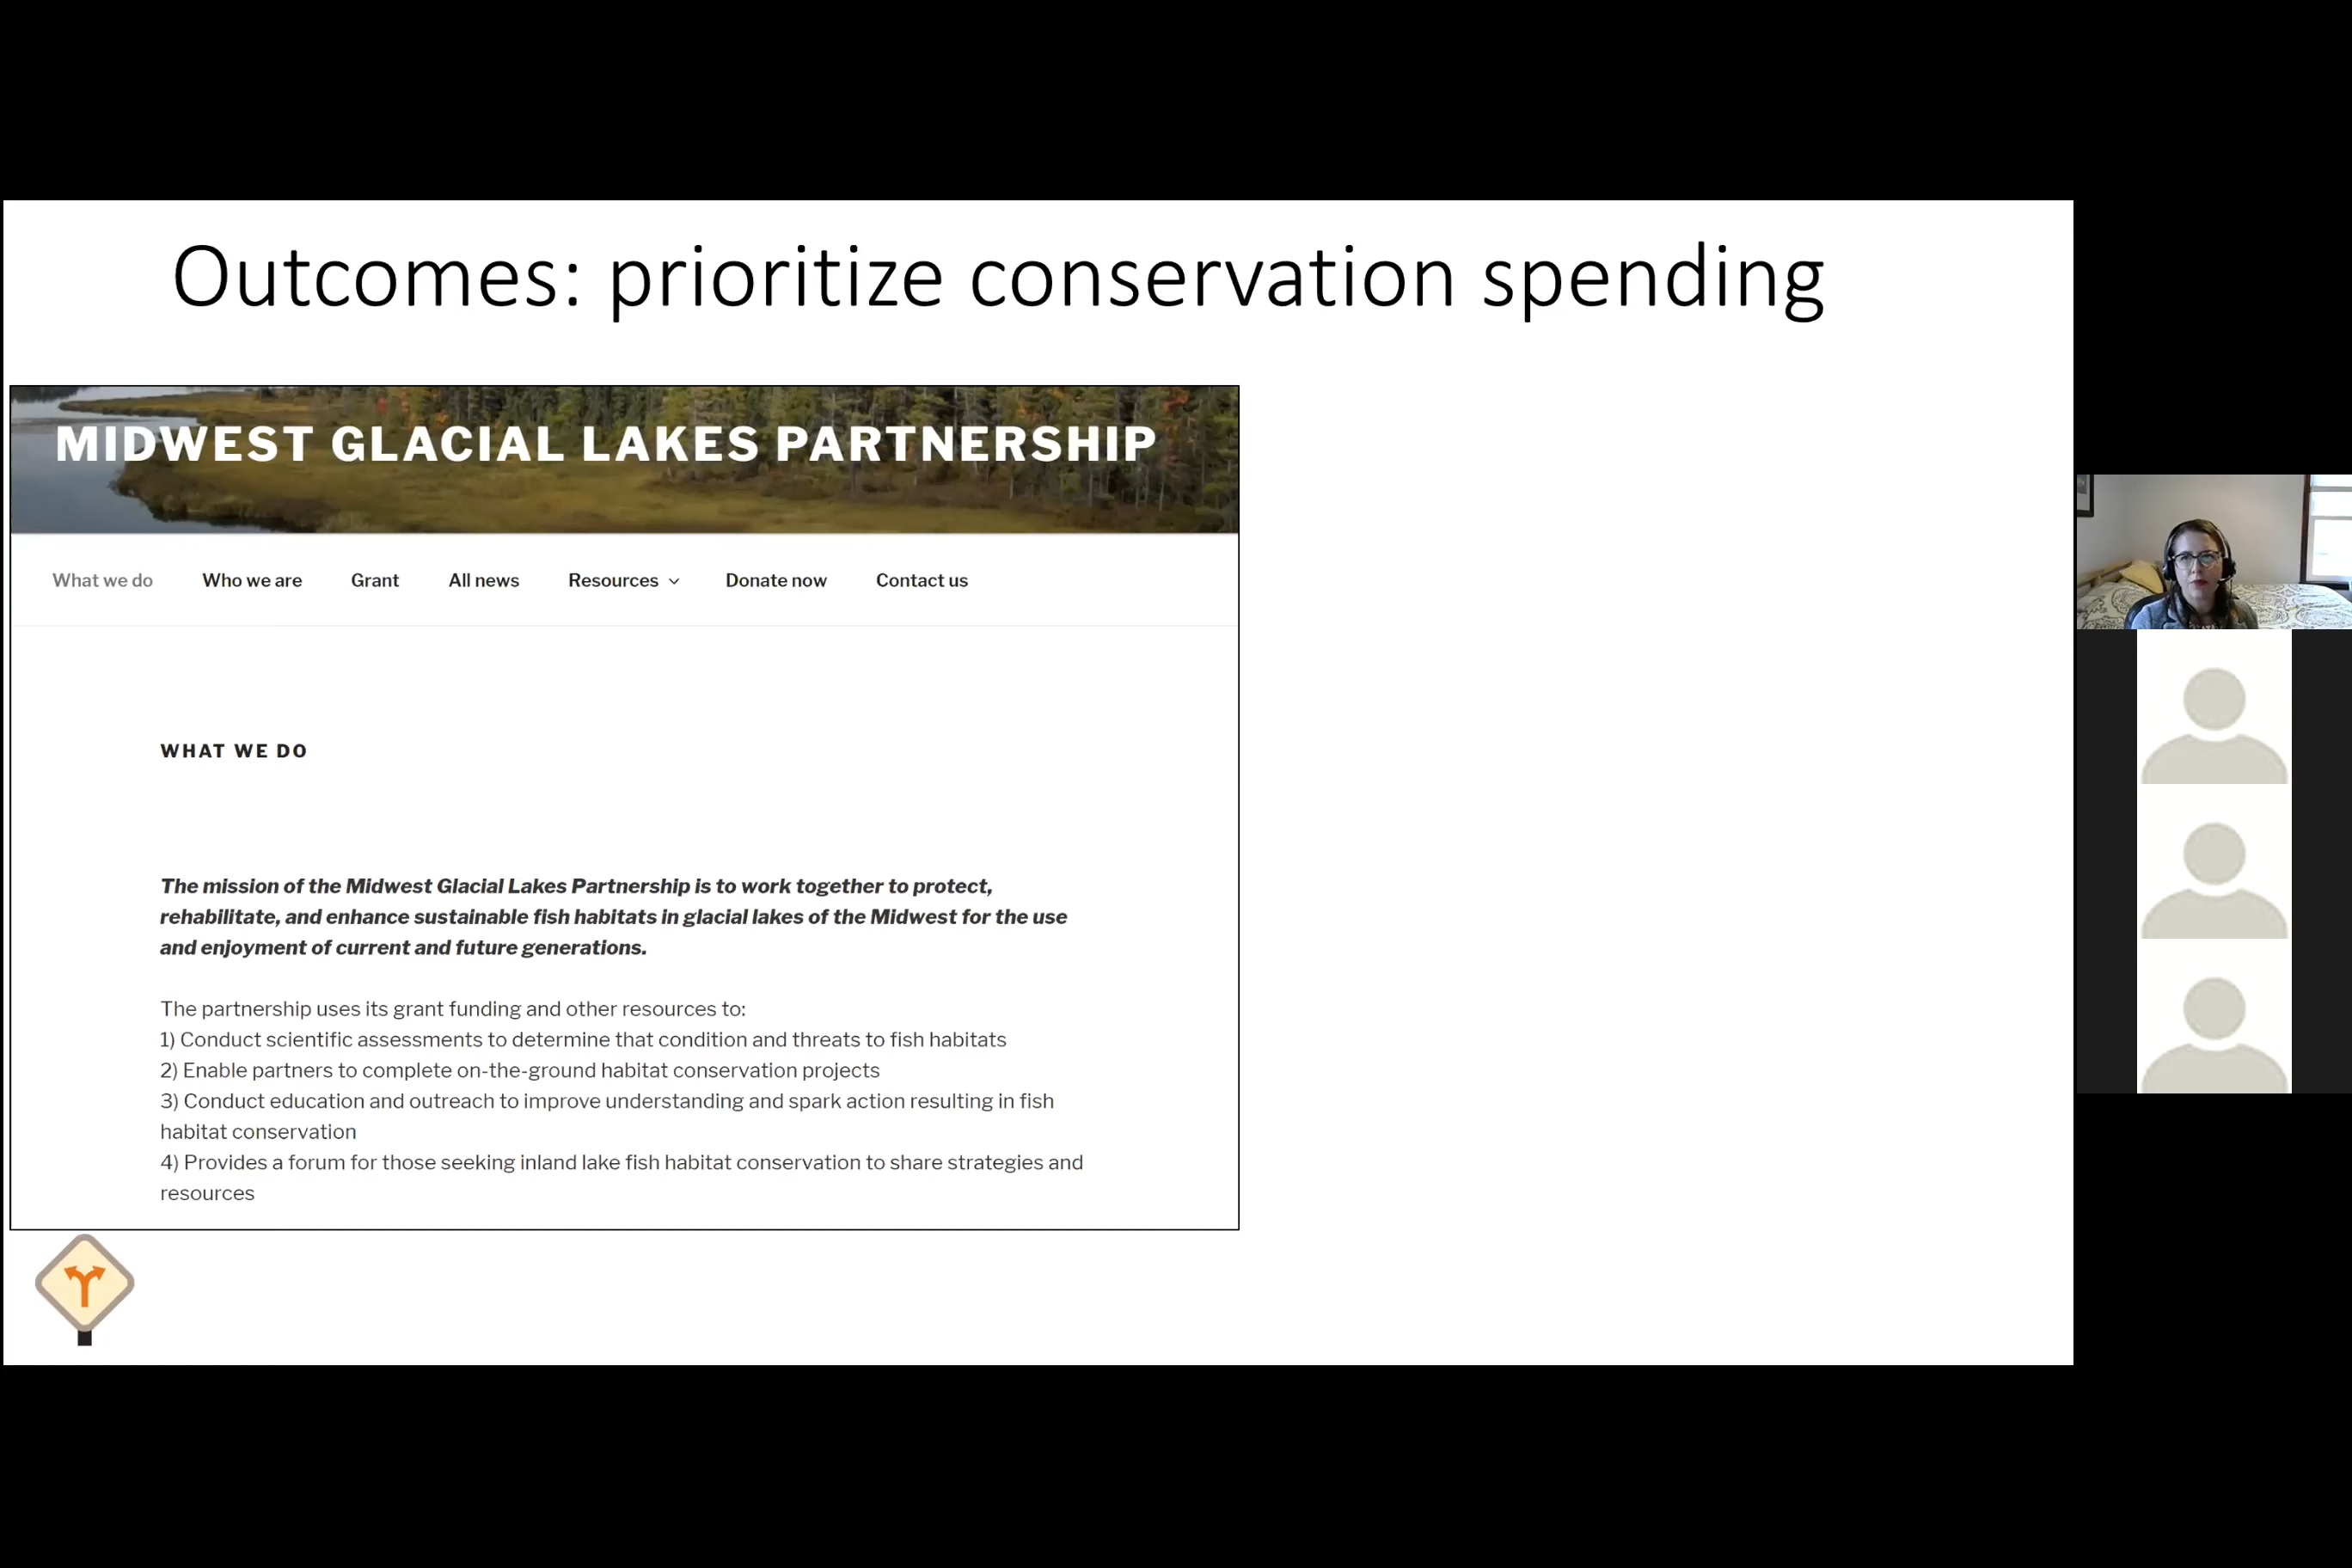 Outcomes: prioritize conservation spending
MIDWEST GLACIAL LAKES PARTNERSHIP
What we do Who we are Grant All news Resources Donate now Contact us
WHAT WE DO
The mission of the Midwest Glacial Lakes Partnership is to work together to protect,
rehabilitate, and enhance sustainable fish habitats in glacial lakes of the Midwest for the use
and enjoyment of current and future generations.
The partnership uses its grant funding and other resources to:
1) Conduct scientific assessments to determine that condition and threats to fish habitats
2) Enable partners to complete on-the-ground habitat conservation projects
3) Conduct education and outreach to improve understanding and spark action resulting in fish
habitat conservation
4) Provides a forum for those seeking inland lake fish habitat conservation to share strategies and
resources